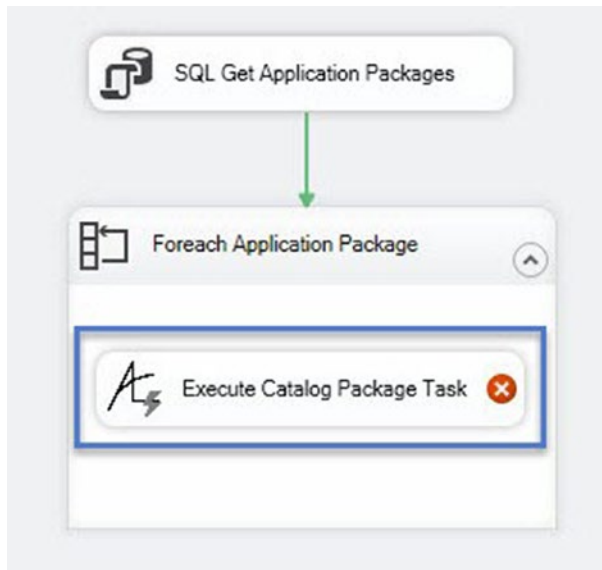 SQL Get Application Packages
Foreach Application Package
Execute Catalog Package Task